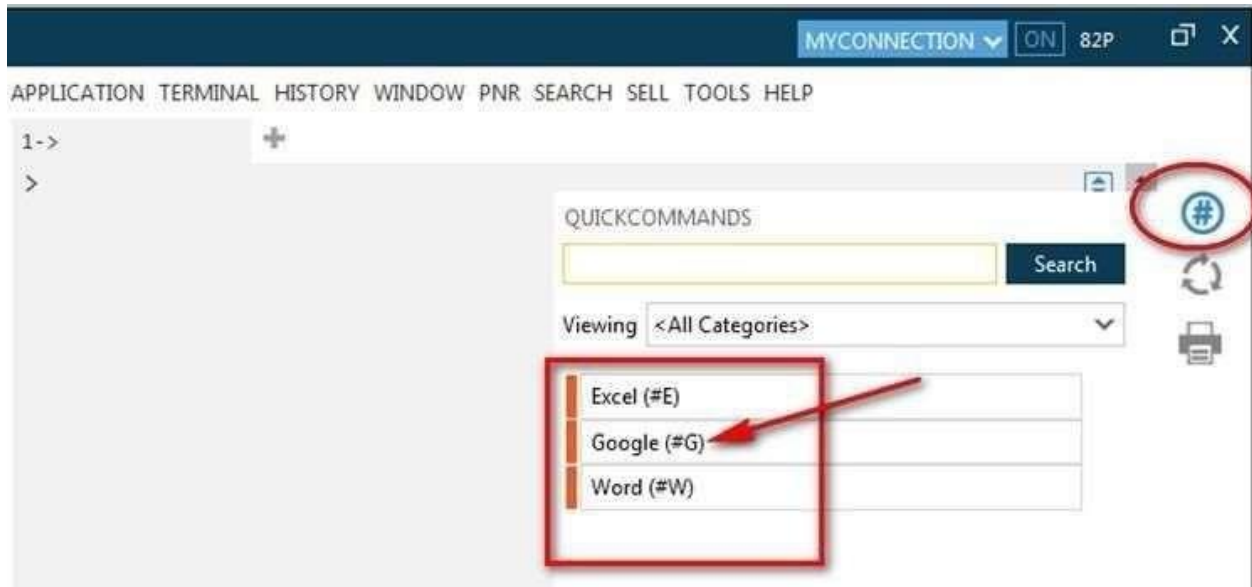 MYCONNECTION ON 82P
APPLICATION TERMINAL HISTORY WINDOW PNR SEARCH SELL TOOLS HELP
1->
>
#
QUICKCOMMANDS
Search
Viewing <All Categories>
Excel (#E)
Google (#G)
Word (#W)